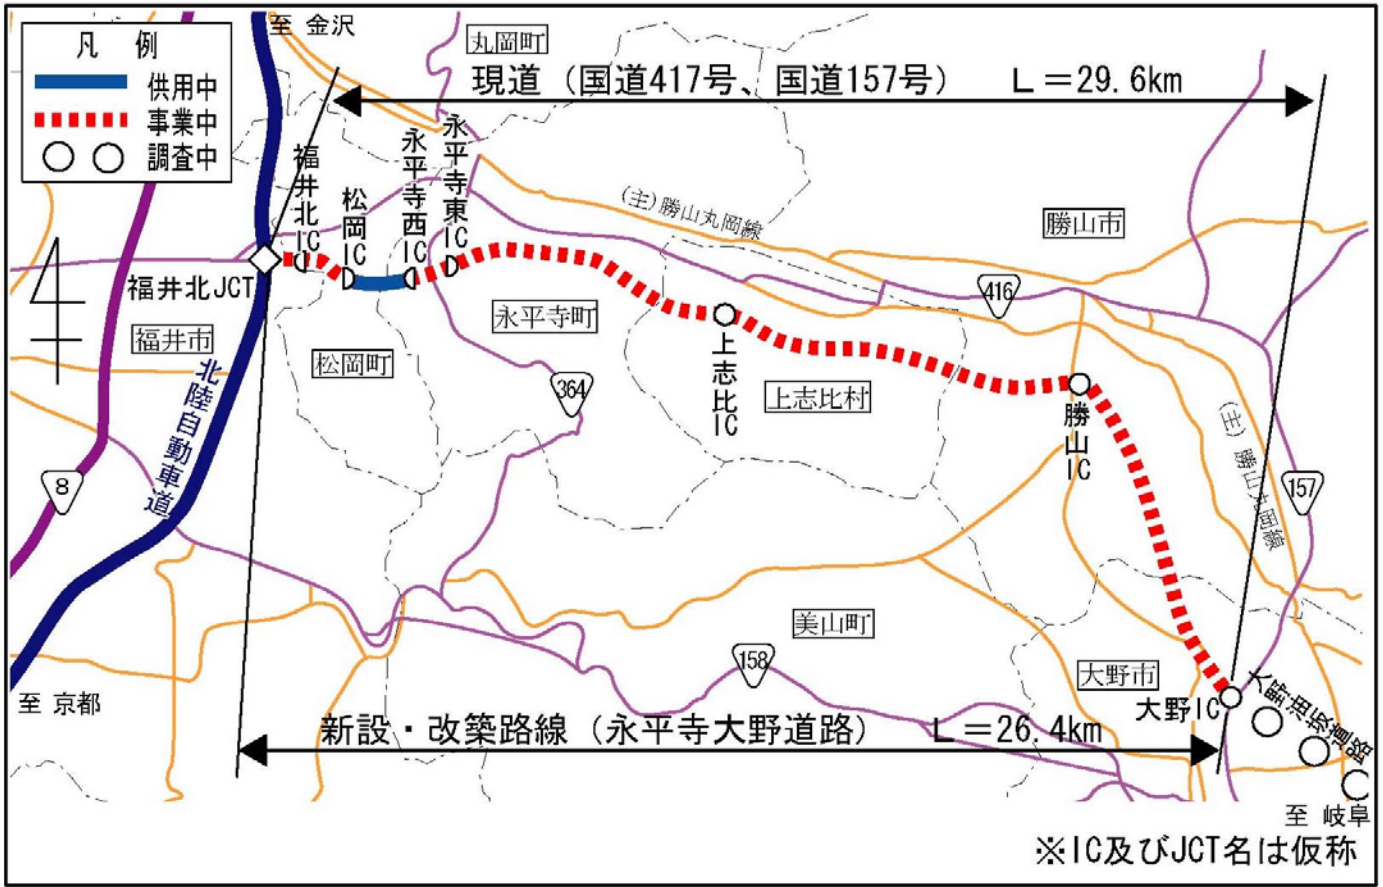 凡 例
供用中
事業中
調査中
至 金沢
丸岡町
現道（国道417号、国道157号） L＝29.6km
福井北IC
松岡IC
永平寺西IC
永平寺東IC
(主)勝山丸岡線
勝山市
416
福井北JCT
福井市
松岡町
永平寺町
364
上志比IC
上志比村
勝山IC
(主)勝山丸岡線
157
8
北陸自動車道
美山町
158
大野市
大野IC
大野油坂道路
至 京都
新設・改築路線（永平寺大野道路） L＝26.4km
至 岐阜
※IC及びJCT名は仮称